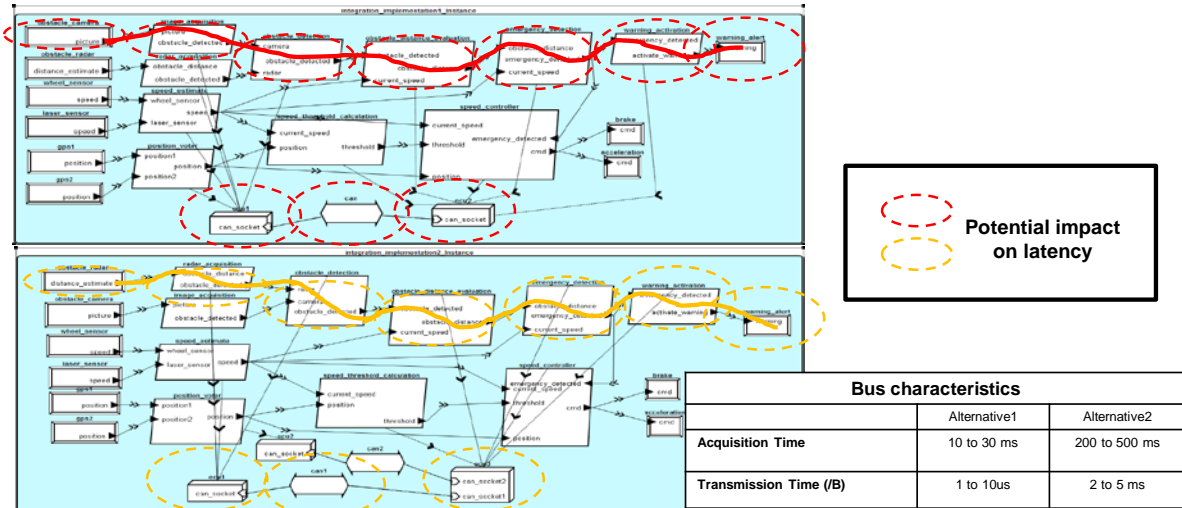 integration_implementation1_Instance
obstacle_camera
picture
image_acquisition
picture
obstacle_detected
camera
obstacle_detected
radar
obstacle_distance_evaluation
obstacle_detected
current_speed
emergency_detection
obstacle_distance
emergency_detected
current_speed
warning_activation
emergency_detected
activate_warning
warning_alert
obstacle_radar
distance_estimate
radar_acquisition
obstacle_distance
obstacle_detected
wheel_sensor
speed
speed_estimate
wheel_sensor
speed
laser_sensor
laser_sensor
speed
speed_threshold_calculation
current_speed
position
threshold
speed_controller
current_speed
emergency_detected
threshold
cmd
position
brake
cmd
acceleration
cmd
gps1
position
position_voter
position1
position
position2
gps2
position
can_socket
can
ecu2
can_socket
Potential impact
on latency
integration_implementation2_Instance
obstacle_radar
distance_estimate
radar_acquisition
obstacle_distance
obstacle_detected
obstacle_detection
camera
obstacle_detected
obstacle_distance_evaluation
obstacle_detected
obstacle_distance
current_speed
emergency_detection
obstacle_distance
emergency_detected
current_speed
warning_activation
emergency_detected
activate_warning
warning_alert
obstacle_camera
picture
image_acquisition
picture
obstacle_detected
wheel_sensor
speed
speed_estimate
wheel_sensor
speed
laser_sensor
laser_sensor
speed
speed_threshold_calculation
current_speed
position
threshold
speed_controller
emergency_detected
current_speed
threshold
cmd
position
brake
cmd
acceleration
cmd
gps1
position
position_voter
position1
position
position2
gps2
position
can_socket
can2
can1
can_socket
can_socket2
can_socket1
Bus characteristics
Alternative1 Alternative2
Acquisition Time 10 to 30 ms 200 to 500 ms
Transmission Time (/B) 1 to 10us 2 to 5 ms